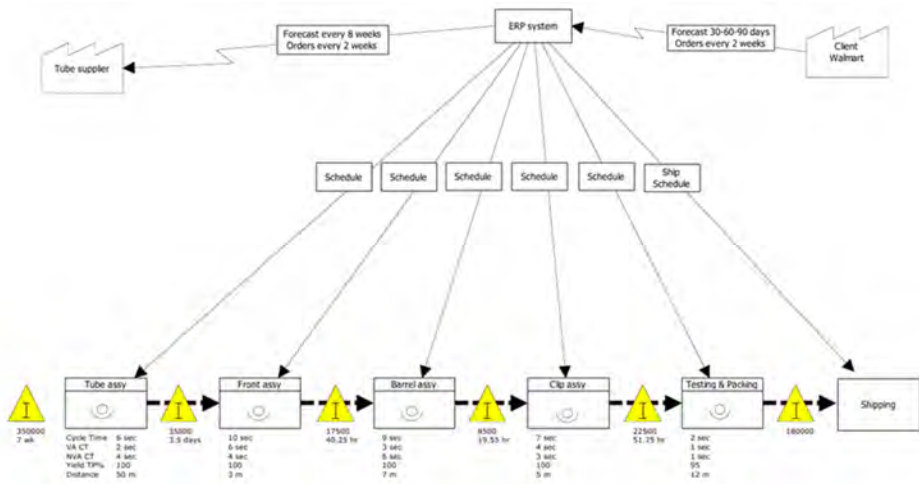 ERP system
Forecast every 8 weeks
Orders every 2 weeks
Forecast 30-60-90 days
Orders every 2 weeks
Tube supplier
Client
Walmart
Schedule
Schedule
Schedule
Schedule
Schedule
Ship
Schedule
Tube assy
Front assy
Barrel assy
Clip assy
Testing & Packing
Shipping
I
I
I
I
I
I
350000
7 wk
35000
3.5 days
17500
40.25 hr
8500
19.55 hr
22500
51.75 hr
180000
Cycle Time 6 sec
VA CT 2 sec
NVA CT 4 sec
Yield TP% 100
Distance 50 m
10 sec
6 sec
4 sec
100
3 m
9 sec
3 sec
6 sec
100
7 m
7 sec
4 sec
3 sec
100
5 m
2 sec
1 sec
1 sec
95
12 m